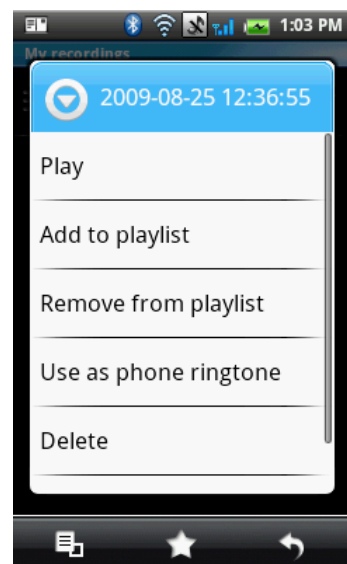 1:03 PM
My recordings
2009-08-25 12:36:55
Play
Add to playlist
Remove from playlist
Use as phone ringtone
Delete